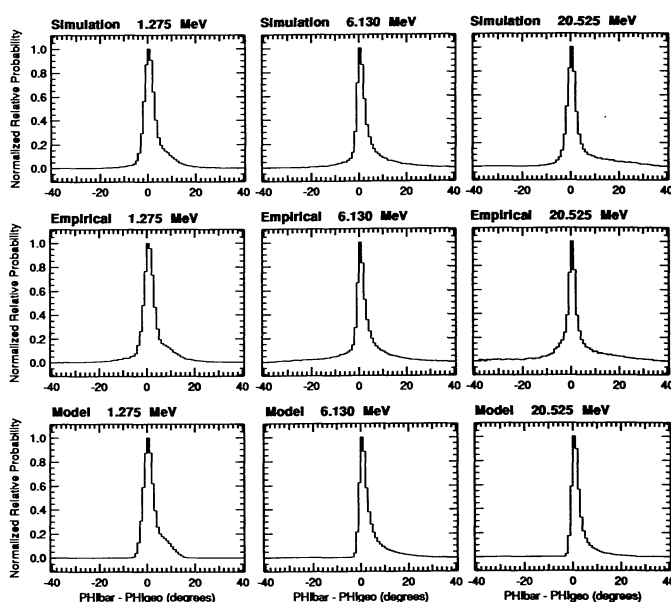 Simulation 1.275 MeV
Simulation 6.130 MeV
Simulation 20.525 MeV
Normalized Relative Probability
1.0
0.8
0.6
0.4
0.2
0.0
-40 -20 0 20 40
-40 -20 0 20 40
-40 -20 0 20 40
Empirical 1.275 MeV
Empirical 6.130 MeV
Empirical 20.525 MeV
Normalized Relative Probability
1.0
0.8
0.6
0.4
0.2
0.0
-40 -20 0 20 40
-40 -20 0 20 40
-40 -20 0 20 40
Model 1.275 MeV
Model 6.130 MeV
Model 20.525 MeV
Normalized Relative Probability
1.0
0.8
0.6
0.4
0.2
0.0
-40 -20 0 20 40
-40 -20 0 20 40
-40 -20 0 20 40
PHIbar - PHIgeo (degrees)
PHIbar - PHIgeo (degrees)
PHIbar - PHIgeo (degrees)